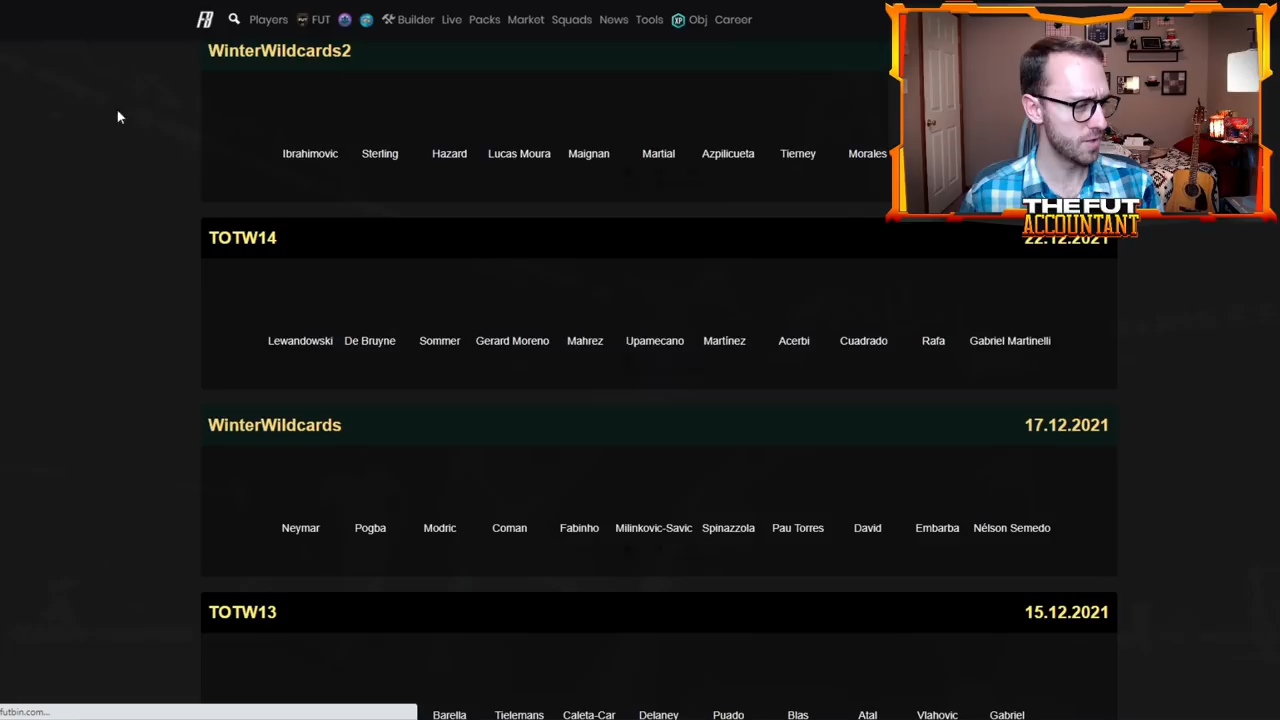 F8 Players FUT Builder Live Packs Market Squads News Tools XP Obj Career
WinterWildcards2
Ibrahimovic Sterling Hazard Lucas Moura Maignan Martial Azpilicueta Tierney Morales
THE FUT
ACCOUNTANT
TOTW14 22.12.2021
Lewandowski De Bruyne Sommer Gerard Moreno Mahrez Upamecano Martínez Acerbi Cuadrado Rafa Gabriel Martinelli
WinterWildcards 17.12.2021
Neymar Pogba Modric Coman Fabinho Milinkovic-Savic Spinazzola Pau Torres David Embarba Nélson Semedo
TOTW13 15.12.2021
Barella Tielemans Caleta-Car Delaney Puado Blas Atal Vlahovic Gabriel
futbin.com...